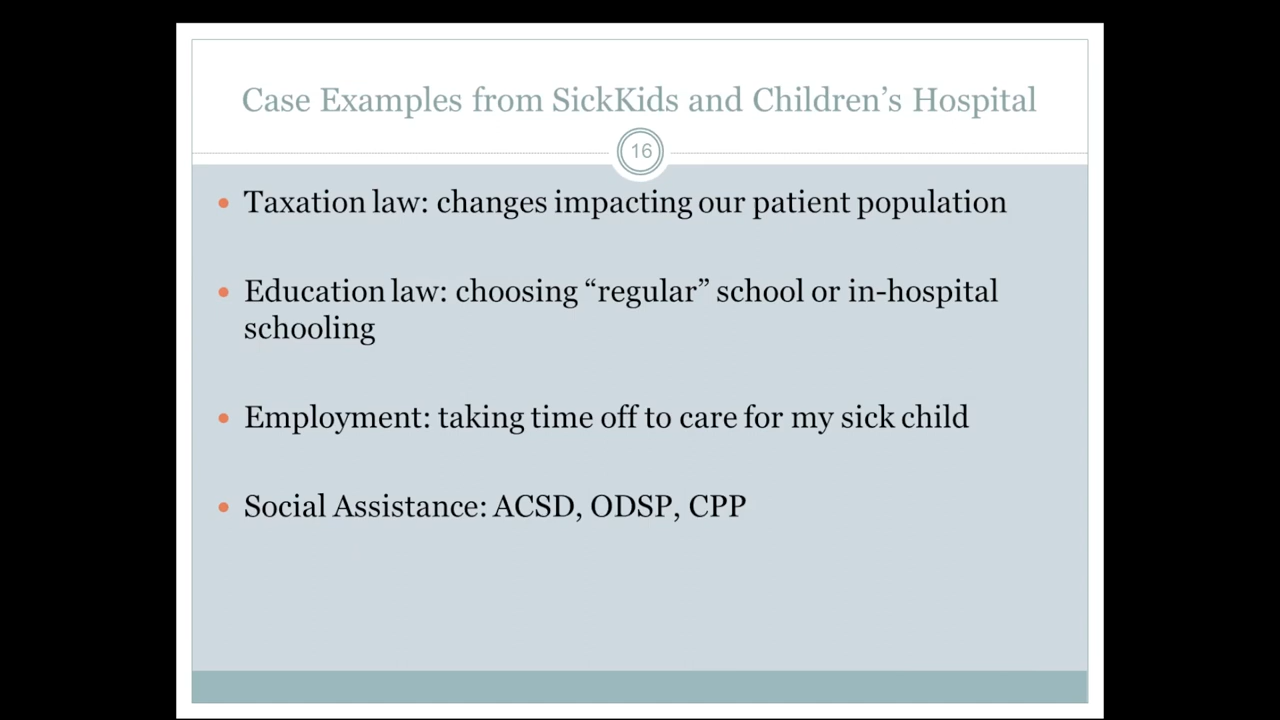 Case Examples from SickKids and Children’s Hospital
16
Taxation law: changes impacting our patient population
Education law: choosing “regular” school or in-hospital
schooling
Employment: taking time off to care for my sick child
Social Assistance: ACSD, ODSP, CPP